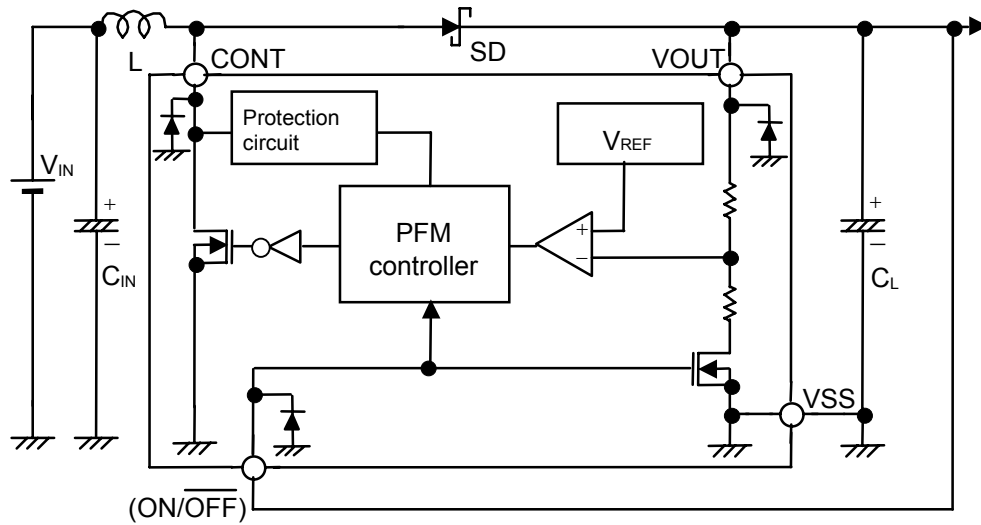 L
CONT
SD
VOUT
Protection
circuit
VREF
VIN
+
−
CIN
PFM
controller
+
−
+
−
CL
VSS
(ON/OFF)